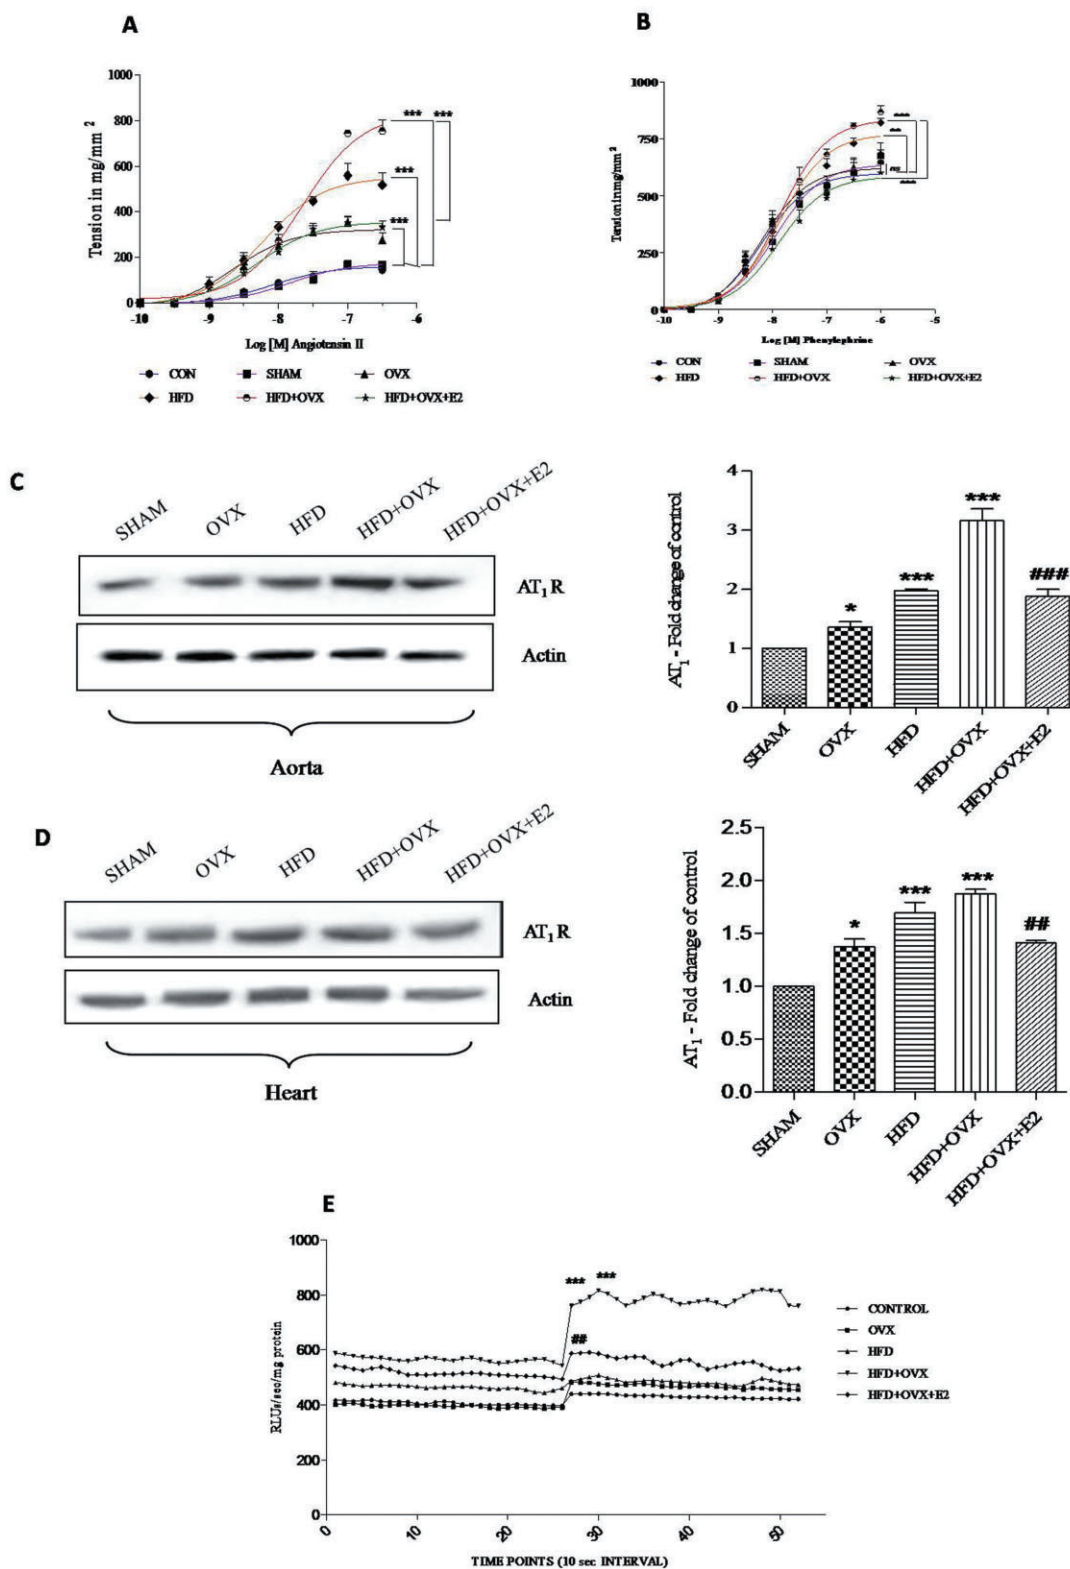 A
Tension in mg/mm 2
1000
800
600
400
200
0
-10 -9 -8 -7 -6
Log [M] Angiotensin II
*** ***
***
***
CON SHAM OVX
HFD HFD+OVX HFD+OVX+E2
B
Tension in mg/mm2
1000
750
500
250
0
-10 -9 -8 -7 -6 -5
Log [M] Phenylephrine
***
**
ns
***
CON SHAM OVX
HFD HFD+OVX HFD+OVX+E2
C
SHAM OVX HFD HFD+OVX HFD+OVX+E2
AT1 R
Actin
Aorta
AT1 - Fold change of control
4
3
2
1
0
* *** *** ###
SHAM OVX HFD HFD+OVX HFD+OVX+E2
D
SHAM OVX HFD HFD+OVX HFD+OVX+E2
AT1 R
Actin
Heart
AT1 - Fold change of control
2.5
2.0
1.5
1.0
0.5
0.0
* *** *** ##
SHAM OVX HFD HFD+OVX HFD+OVX+E2
E
RLUs/sec/mg protein
1000
800
600
400
200
0
*** ***
##
0 10 20 30 40 50
TIME POINTS (10 sec INTERVAL)
CONTROL
OVX
HFD
HFD+OVX
HFD+OVX+E2